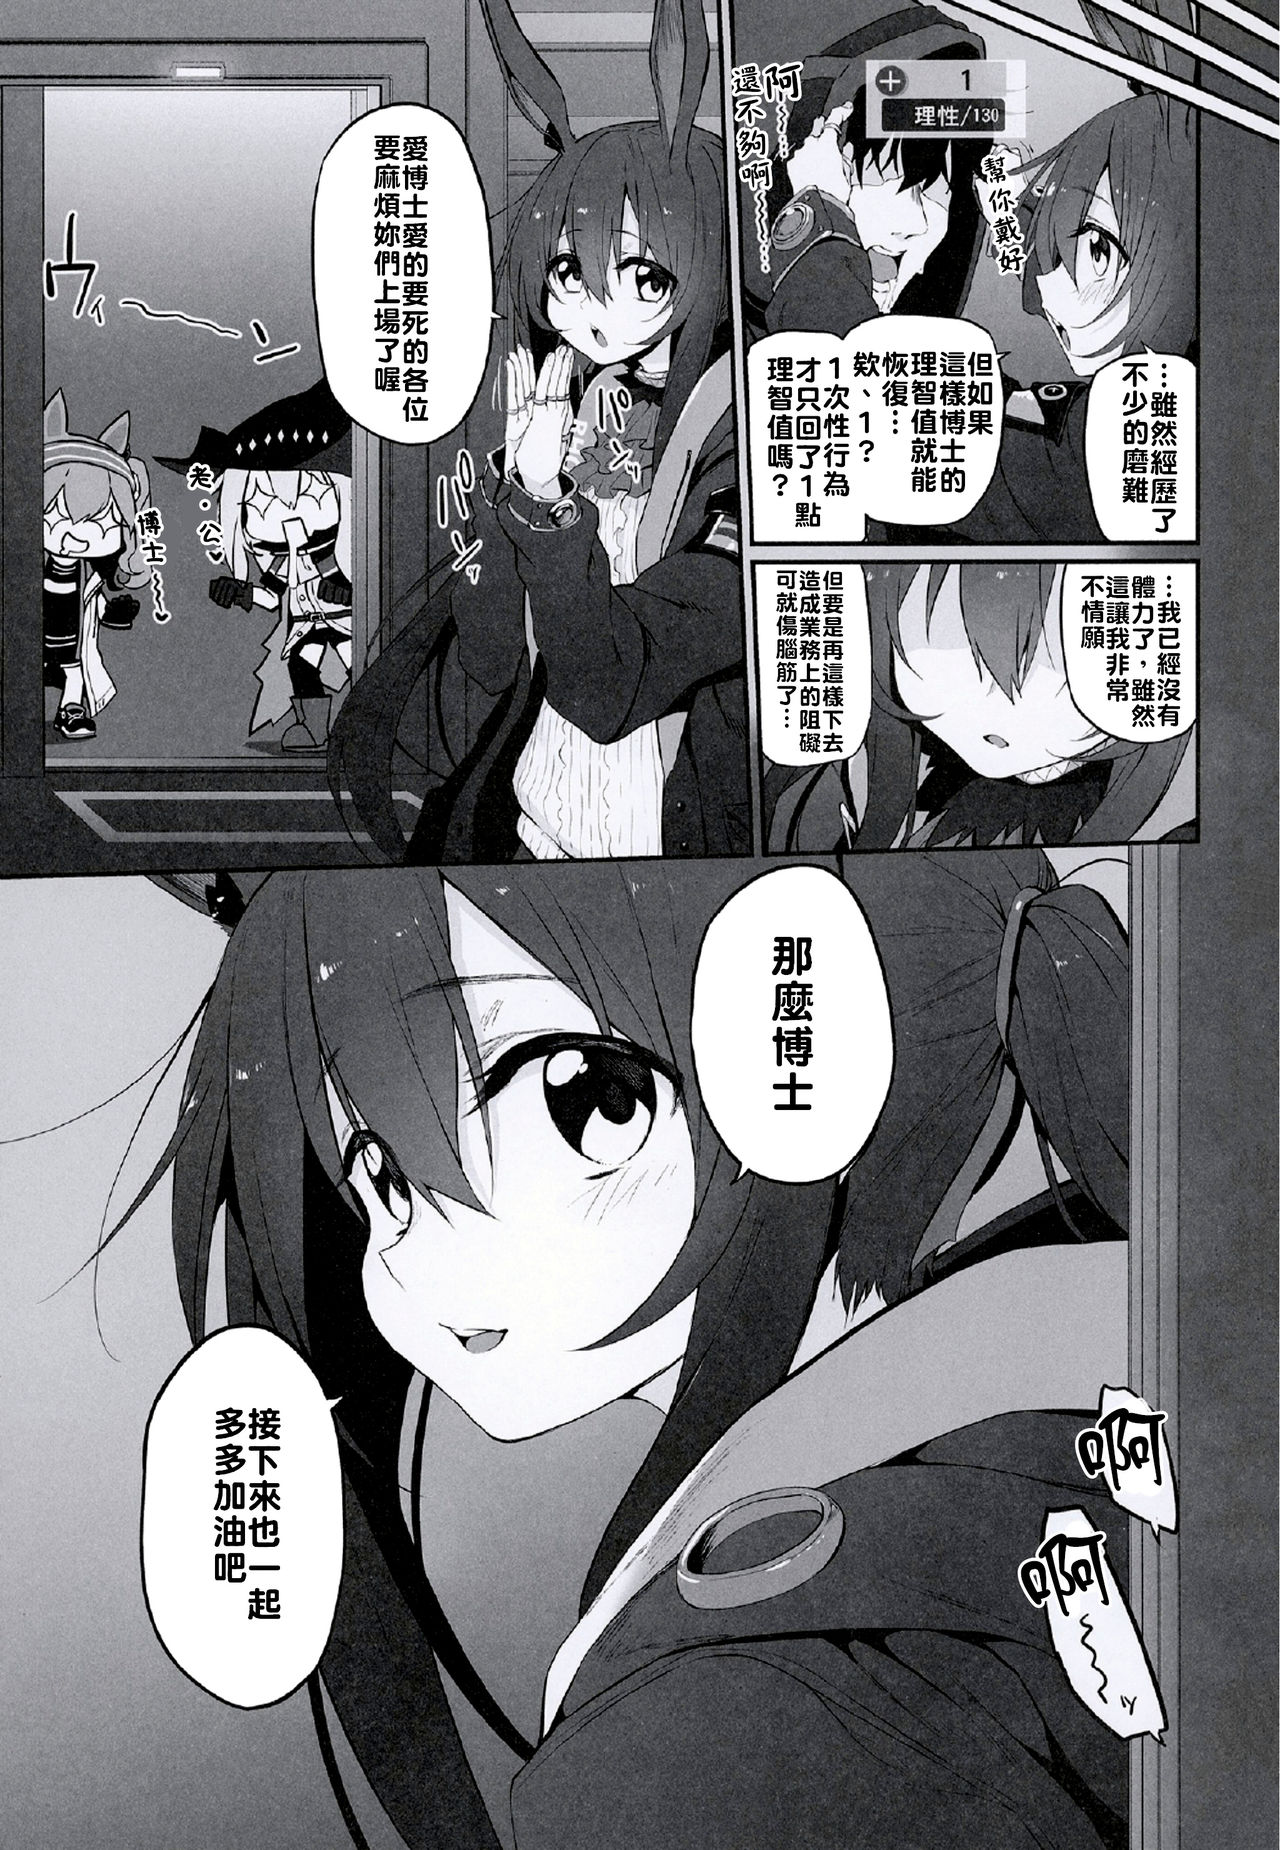 1
理性/130
幫你戴好
啊
還不夠啊
…雖然經歷了
不少的磨難
但如果
這樣博士的
理智值就能
恢復…
欸、1?
1次性行為
才只回了1點
理智值嗎?
…我已經沒有
體力了,雖然
這讓我非常
不情願
但要是再這樣下去
造成業務上的阻礙
可就傷腦筋了…
愛博士愛的要死的各位
要麻煩妳們上場了喔
パンッ
パンッ
ウィーン
老·公♡
博士
那麼博士
接下來也一起
多多加油吧
啊
啊